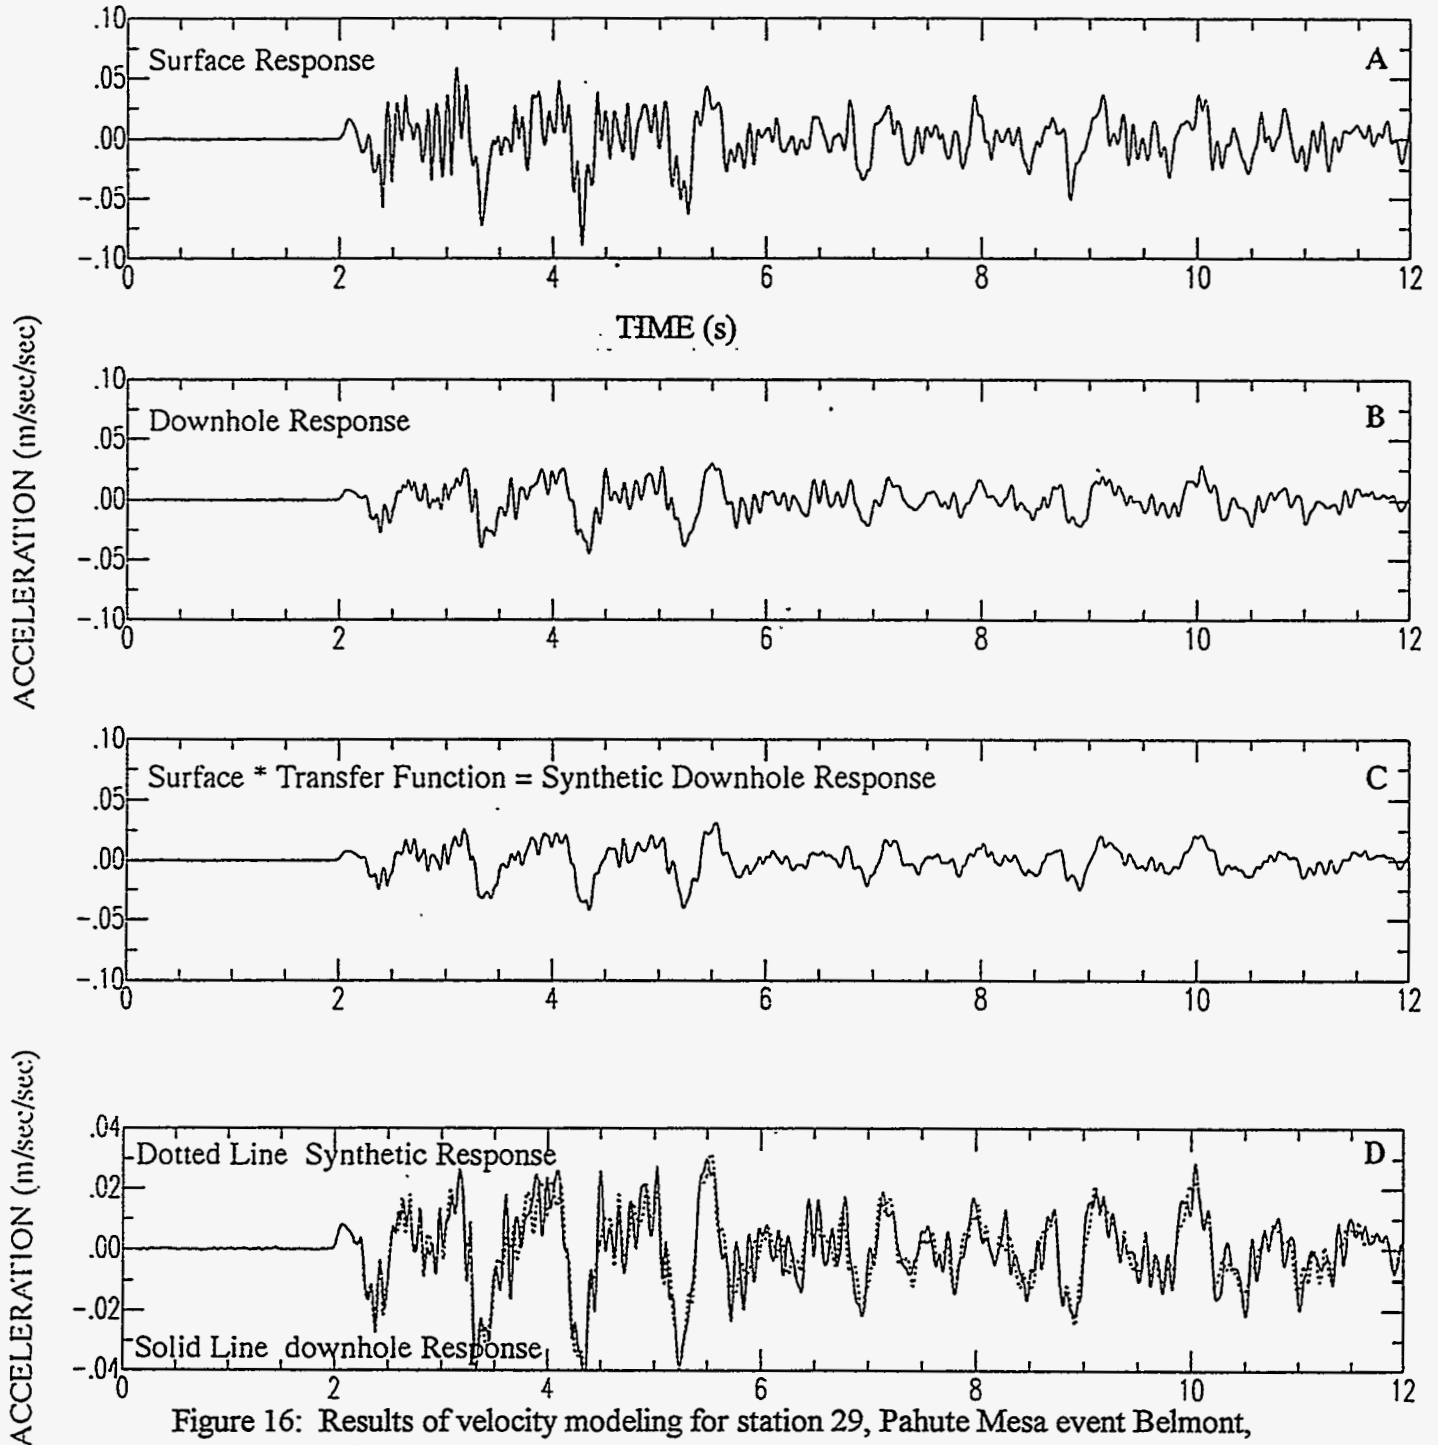 .10
Surface Response
A
.05
.00
-.05
-.10
0 2 4 6 8 10 12
TIME (s)
ACCELERATION (m/sec/sec)
.10
Downhole Response
B
.05
.00
-.05
-.10
0 2 4 6 8 10 12
.10
Surface * Transfer Function = Synthetic Downhole Response
C
.05
.00
-.05
-.10
0 2 4 6 8 10 12
ACCELERATION (m/sec/sec)
.04
Dotted Line Synthetic Response
D
.02
.00
-.02
Solid Line downhole Response
-.04
0 2 4 6 8 10 12
Figure 16: Results of velocity modeling for station 29, Pahute Mesa event Belmont,